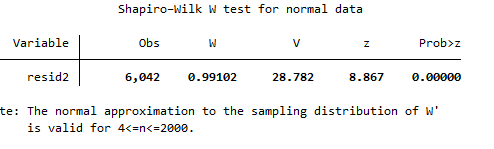 Shapiro-Wilk W test for normal data
Variable Obs W V z Prob>z
resid2 6,042 0.99102 28.782 8.867 0.00000
te: The normal approximation to the sampling distribution of W'
is valid for 4<=n<=2000.